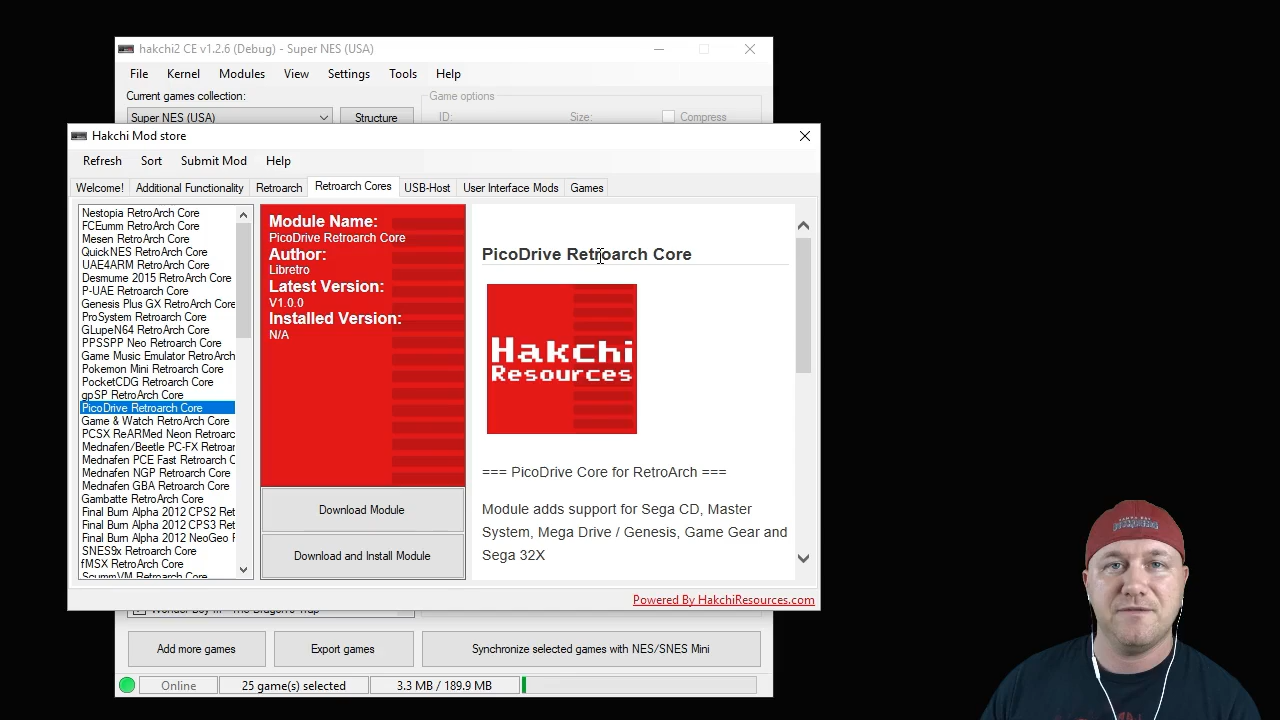 hakchi2 CE v1.2.6 (Debug) - Super NES (USA)
File Kernel Modules View Settings Tools Help
Current games collection:
Game options
Super NES (USA)
Structure
ID:
Size:
Compress
Hakchi Mod store
Refresh Sort Submit Mod Help
Welcome! Additional Functionality Retroarch Retroarch Cores USB-Host User Interface Mods Games
Nestopia RetroArch Core
FCEumm RetroArch Core
Mesen RetroArch Core
QuickNES RetroArch Core
UAE4ARM RetroArch Core
Desmume 2015 RetroArch Core
P-UAE Retroarch Core
Genesis Plus GX RetroArch Core
ProSystem Retroarch Core
GLupeN64 RetroArch Core
PPSSPP Neo Retroarch Core
Game Music Emulator RetroArch
Pokemon Mini Retroarch Core
PocketCDG Retroarch Core
gpSP RetroArch Core
PicoDrive Retroarch Core
Game & Watch RetroArch Core
PCSX ReARMed Neon Retroarc
Mednafen/Beetle PC-FX Retroar
Mednafen PCE Fast Retroarch C
Mednafen NGP Retroarch Core
Mednafen GBA Retroarch Core
Gambatte RetroArch Core
Final Burn Alpha 2012 CPS2 Ret
Final Burn Alpha 2012 CPS3 Ret
Final Burn Alpha 2012 NeoGeo F
SNES9x Retroarch Core
fMSX Retroarch Core
ScummVM Retroarch Core
Module Name:
PicoDrive Retroarch Core
Author:
Libretro
Latest Version:
V1.0.0
Installed Version:
N/A
Download Module
Download and Install Module
PicoDrive Retroarch Core
Hakchi
Resources
=== PicoDrive Core for RetroArch ===
Module adds support for Sega CD, Master
System, Mega Drive / Genesis, Game Gear and
Sega 32X
Powered By HakchiResources.com
Wonder Boy III - The Dragon's Trap
Add more games
Export games
Synchronize selected games with NES/SNES Mini
Online
25 game(s) selected
3.3 MB / 189.9 MB